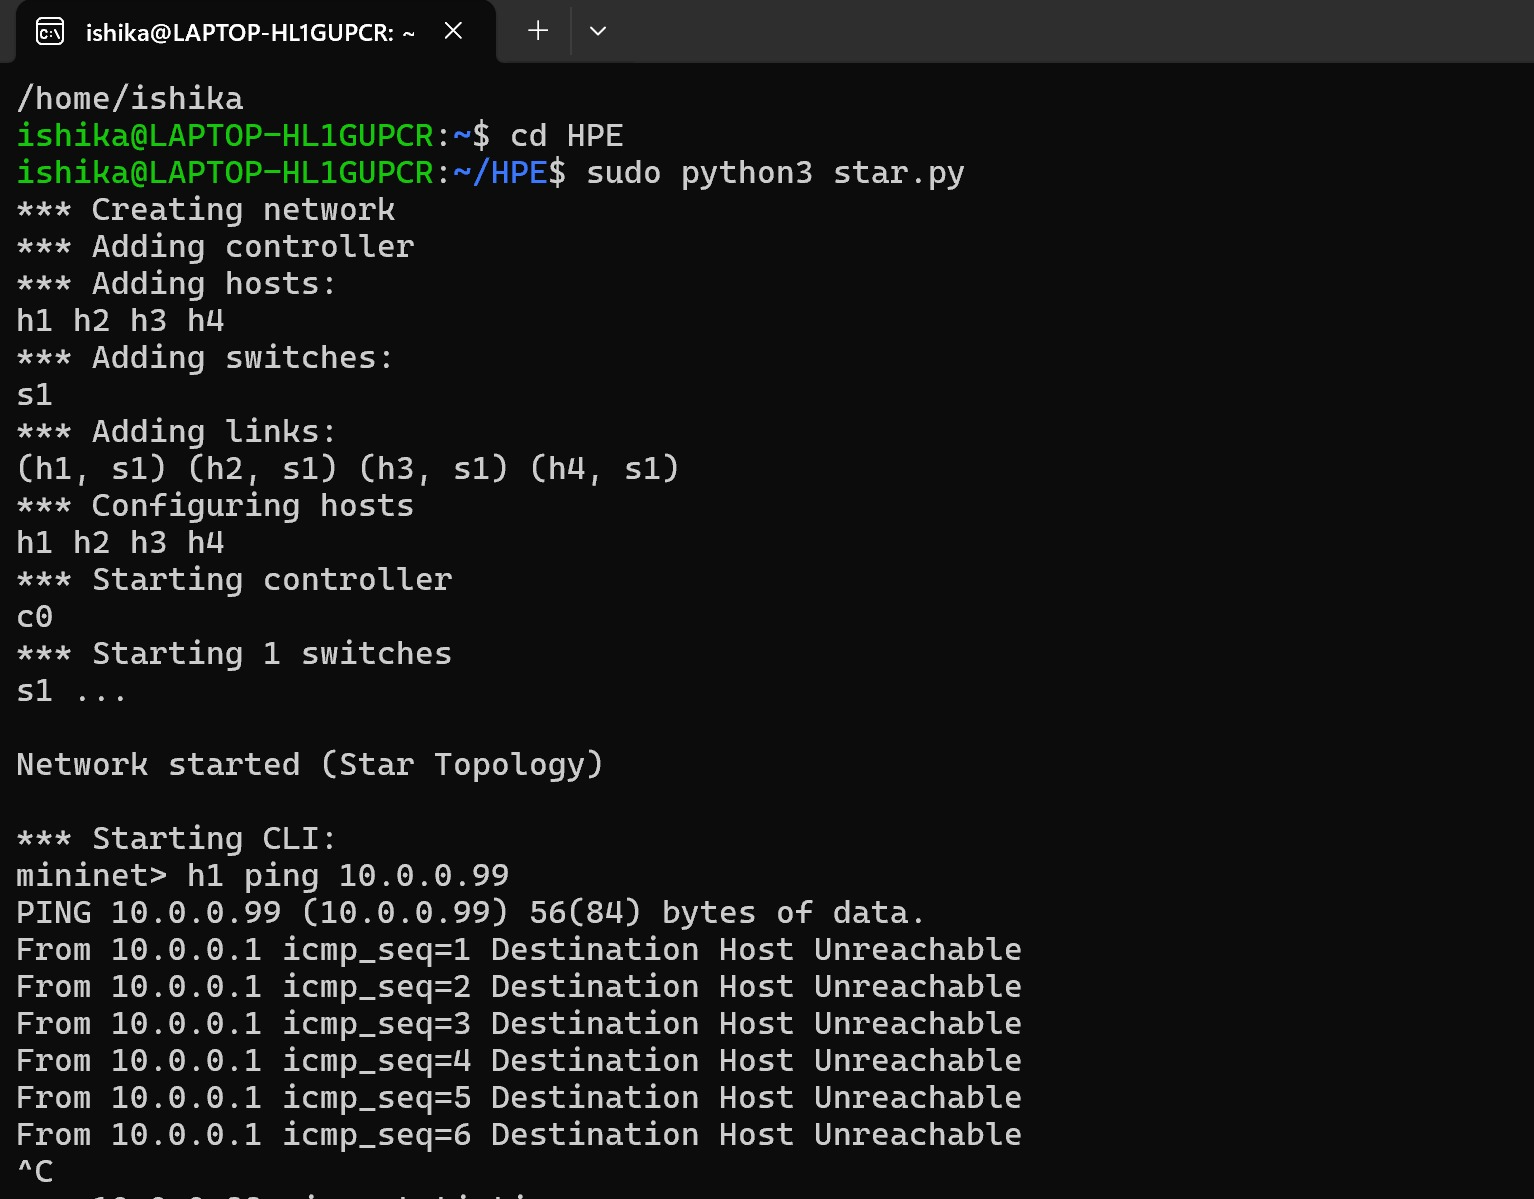 ishika@LAPTOP-HL1GUPCR: ~
/home/ishika
ishika@LAPTOP-HL1GUPCR:~$ cd HPE
ishika@LAPTOP-HL1GUPCR:~/HPE$ sudo python3 star.py
*** Creating network
*** Adding controller
*** Adding hosts:
h1 h2 h3 h4
*** Adding switches:
s1
*** Adding links:
(h1, s1) (h2, s1) (h3, s1) (h4, s1)
*** Configuring hosts
h1 h2 h3 h4
*** Starting controller
c0
*** Starting 1 switches
s1 ...
Network started (Star Topology)
*** Starting CLI:
mininet> h1 ping 10.0.0.99
PING 10.0.0.99 (10.0.0.99) 56(84) bytes of data.
From 10.0.0.1 icmp_seq=1 Destination Host Unreachable
From 10.0.0.1 icmp_seq=2 Destination Host Unreachable
From 10.0.0.1 icmp_seq=3 Destination Host Unreachable
From 10.0.0.1 icmp_seq=4 Destination Host Unreachable
From 10.0.0.1 icmp_seq=5 Destination Host Unreachable
From 10.0.0.1 icmp_seq=6 Destination Host Unreachable
^C